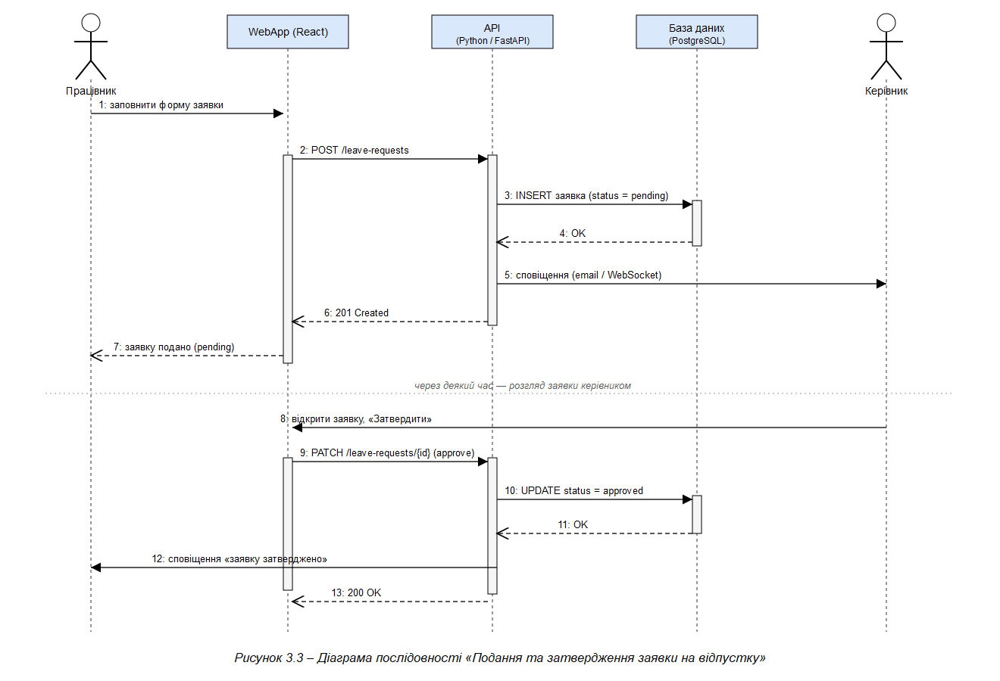 WebApp (React)
API
(Python / FastAPI)
База даних
(PostgreSQL)
Працівник
Керівник
1: заповнити форму заявки
2: POST /leave-requests
3: INSERT заявка (status = pending)
4: OK
5: сповіщення (email / WebSocket)
6: 201 Created
7: заявку подано (pending)
через деякий час — розгляд заявки керівником
8: відкрити заявку, «Затвердити»
9: PATCH /leave-requests/{id} (approve)
10: UPDATE status = approved
11: OK
12: сповіщення «заявку затверджено»
13: 200 OK
Рисунок 3.3 – Діаграма послідовності «Подання та затвердження заявки на відпустку»